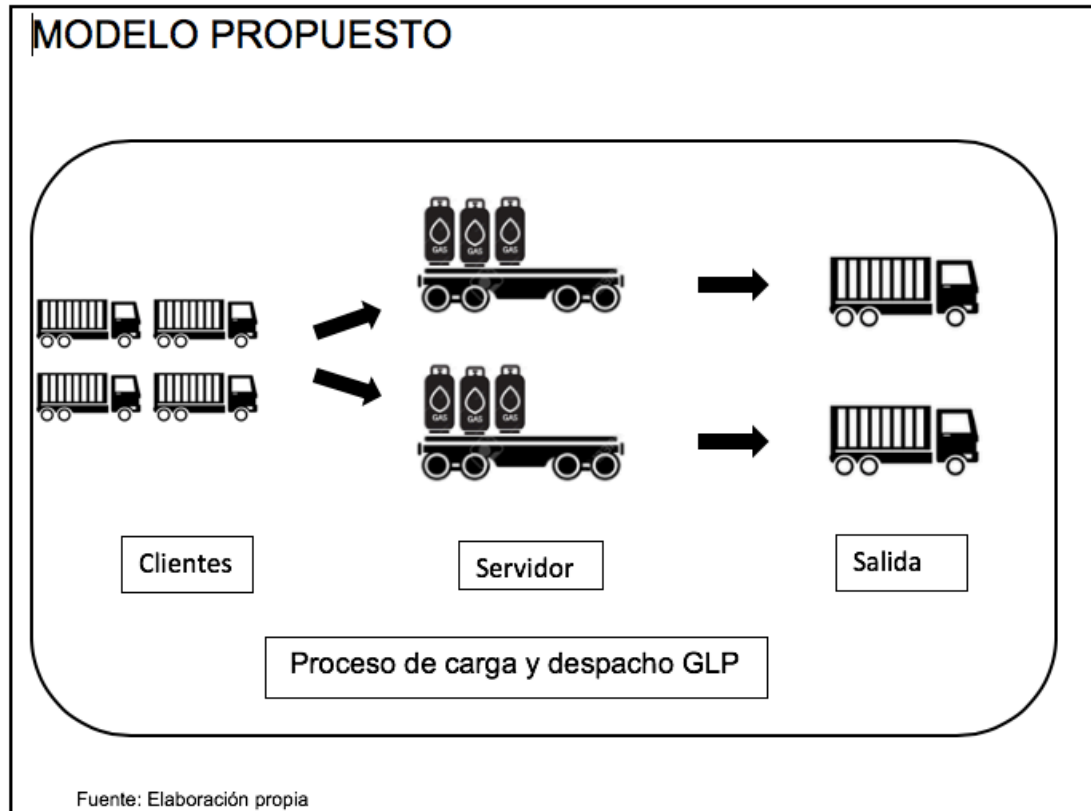 MODELO PROPUESTO
GAS GAS GAS
GAS GAS GAS
Clientes
Servidor
Salida
Proceso de carga y despacho GLP
Fuente: Elaboración propia